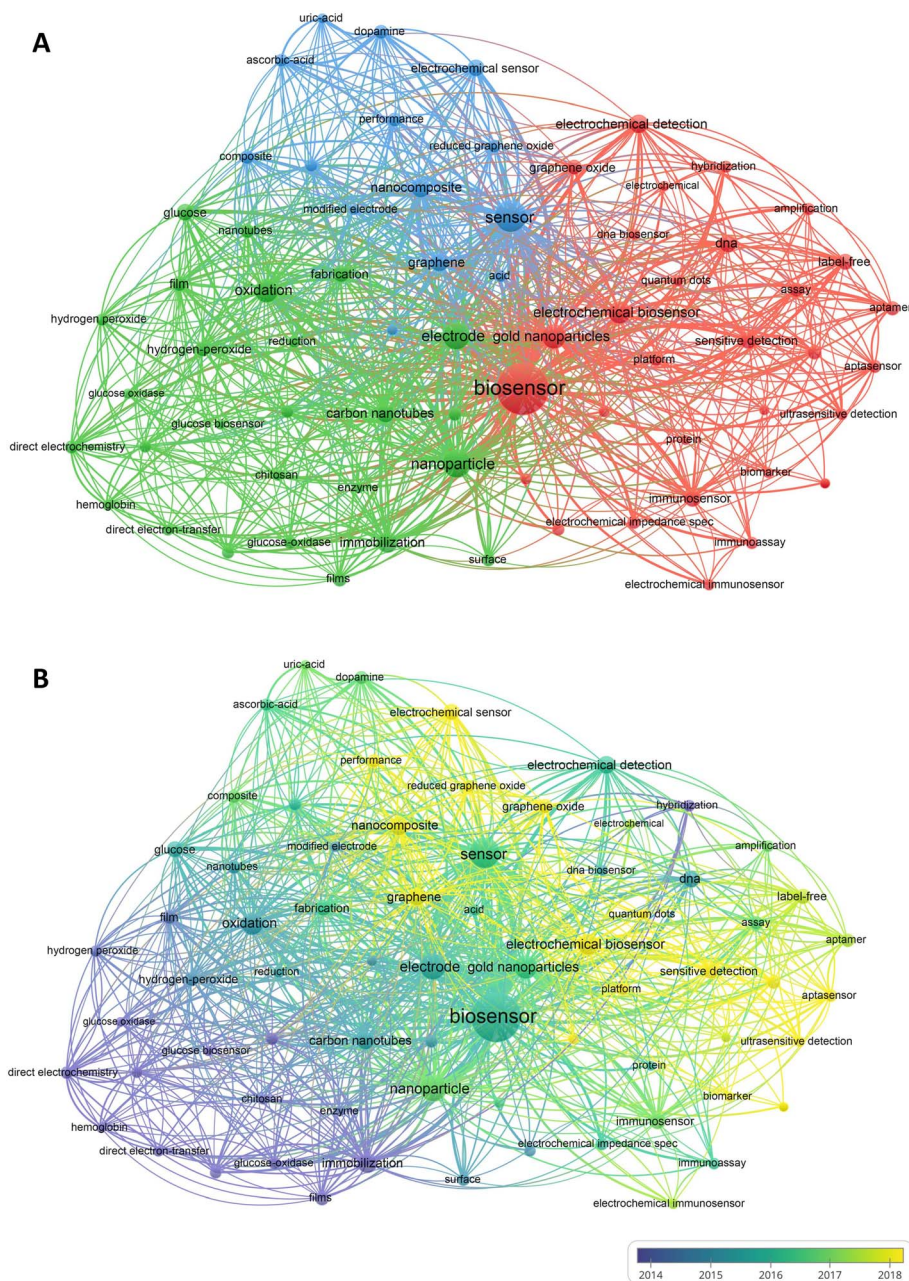 A
uric-acid
dopamine
ascorbic-acid
electrochemical sensor
performance
electrochemical detection
reduced graphene oxide
composite
graphene oxide
hybridization
nanocomposite
electrochemical
glucose
modified electrode
sensor
amplification
nanotubes
dna biosensor
dna
graphene
label-free
film
oxidation
fabrication
acid
quantum dots
assay
hydrogen peroxide
electrochemical biosensor
aptamer
reduction
electrode
gold nanoparticles
sensitive detection
hydrogen-peroxide
platform
aptasensor
glucose oxidase
biosensor
carbon nanotubes
ultrasensitive detection
glucose biosensor
direct electrochemistry
protein
nanoparticle
chitosan
biomarker
enzyme
immunosensor
hemoglobin
electrochemical impedance spec
direct electron-transfer
glucose-oxidase
immobilization
immunoassay
surface
films
electrochemical immunosensor
B
uric-acid
dopamine
ascorbic-acid
electrochemical sensor
performance
electrochemical detection
reduced graphene oxide
composite
graphene oxide
hybridization
nanocomposite
electrochemical
glucose
modified electrode
sensor
amplification
nanotubes
dna biosensor
dna
graphene
label-free
film
oxidation
fabrication
acid
quantum dots
assay
hydrogen peroxide
electrochemical biosensor
aptamer
reduction
electrode
gold nanoparticles
sensitive detection
hydrogen-peroxide
platform
aptasensor
glucose oxidase
biosensor
carbon nanotubes
ultrasensitive detection
glucose biosensor
direct electrochemistry
protein
nanoparticle
chitosan
biomarker
enzyme
immunosensor
hemoglobin
electrochemical impedance spec
direct electron-transfer
glucose-oxidase
immobilization
immunoassay
surface
films
electrochemical immunosensor
2014 2015 2016 2017 2018